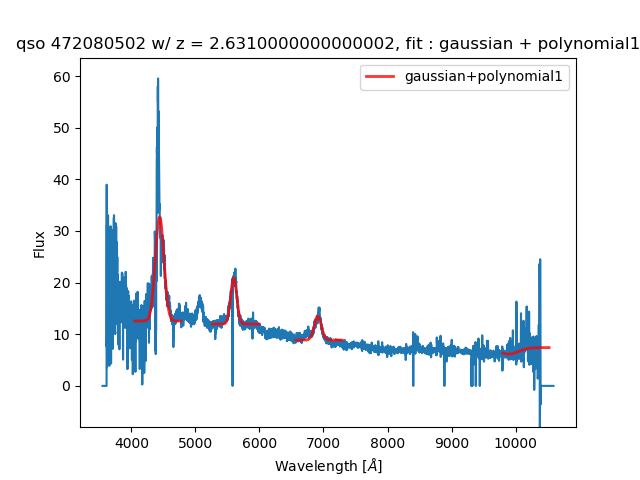 qso 472080502 w/ z = 2.6310000000000002, fit : gaussian + polynomial1
gaussian+polynomial1
Flux
60
50
40
30
20
10
0
4000 5000 6000 7000 8000 9000 10000
Wavelength [Å]